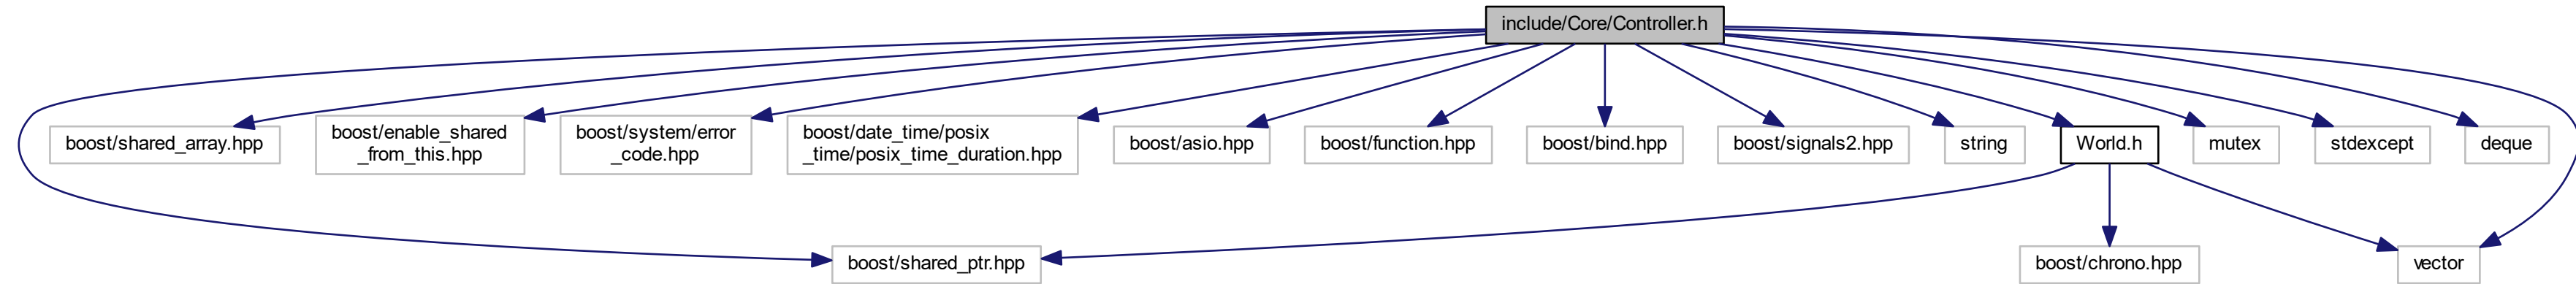 include/Core/Controller.h
boost/shared_array.hpp
boost/enable_shared
_from_this.hpp
boost/system/error
_code.hpp
boost/date_time/posix
_time/posix_time_duration.hpp
boost/asio.hpp
boost/function.hpp
boost/bind.hpp
boost/signals2.hpp
string
World.h
mutex
stdexcept
deque
boost/shared_ptr.hpp
boost/chrono.hpp
vector